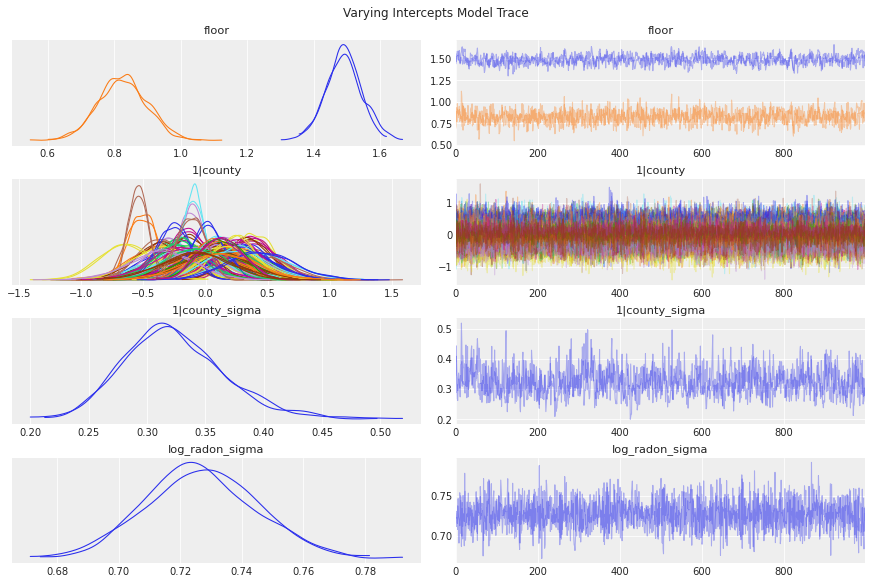 Varying Intercepts Model Trace
floor
floor
1.50
1.25
1.00
0.75
0.50
0.6 0.8 1.0 1.2 1.4 1.6
0 200 400 600 800
1|county
1|county
1
0
−1
−1.5 −1.0 −0.5 0.0 0.5 1.0 1.5
0 200 400 600 800
1|county_sigma
1|county_sigma
0.5
0.4
0.3
0.2
0.20 0.25 0.30 0.35 0.40 0.45 0.50
0 200 400 600 800
log_radon_sigma
log_radon_sigma
0.75
0.70
0.68 0.70 0.72 0.74 0.76 0.78
0 200 400 600 800